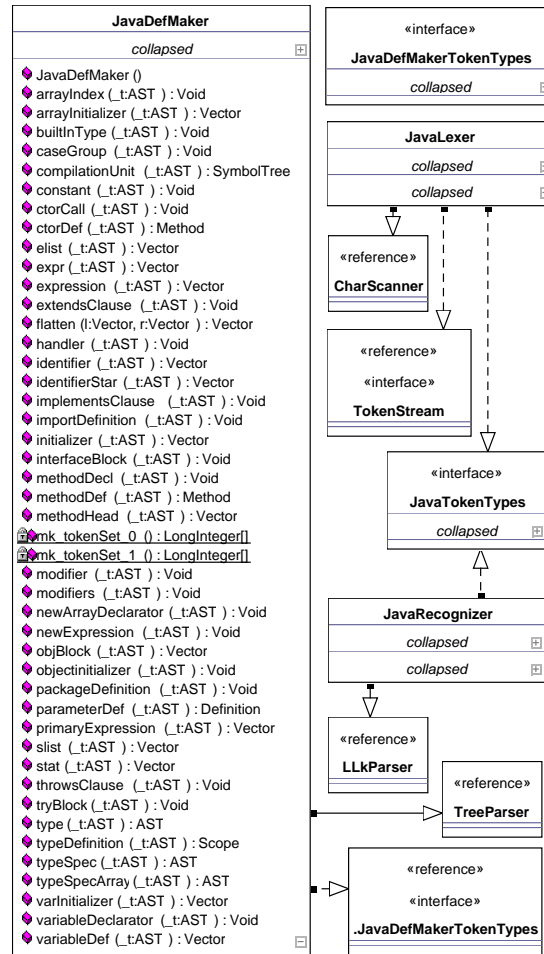 JavaDefMaker
collapsed
JavaDefMaker ()
arrayIndex (_t:AST ) : Void
arrayInitializer (_t:AST ) : Vector
builtInType (_t:AST ) : Void
caseGroup (_t:AST ) : Void
compilationUnit (_t:AST ) : SymbolTree
constant (_t:AST ) : Void
ctorCall (_t:AST ) : Void
ctorDef (_t:AST ) : Method
elist (_t:AST ) : Vector
expr (_t:AST ) : Vector
expression (_t:AST ) : Vector
extendsClause (_t:AST ) : Void
flatten (l:Vector, r:Vector ) : Vector
handler (_t:AST ) : Void
identifier (_t:AST ) : Vector
identifierStar (_t:AST ) : Vector
implementsClause (_t:AST ) : Void
importDefinition (_t:AST ) : Void
initializer (_t:AST ) : Vector
interfaceBlock (_t:AST ) : Void
methodDecl (_t:AST ) : Void
methodDef (_t:AST ) : Method
methodHead (_t:AST ) : Vector
mk_tokenSet_0 () : LongInteger[]
mk_tokenSet_1 () : LongInteger[]
modifier (_t:AST ) : Void
modifiers (_t:AST ) : Void
newArrayDeclarator (_t:AST ) : Void
newExpression (_t:AST ) : Void
objBlock (_t:AST ) : Vector
objectinitializer (_t:AST ) : Void
packageDefinition (_t:AST ) : Void
parameterDef (_t:AST ) : Definition
primaryExpression (_t:AST ) : Vector
slist (_t:AST ) : Vector
stat (_t:AST ) : Vector
throwsClause (_t:AST ) : Void
tryBlock (_t:AST ) : Void
type (_t:AST ) : AST
typeDefinition (_t:AST ) : Scope
typeSpec (_t:AST ) : AST
typeSpecArray (_t:AST ) : AST
varInitializer (_t:AST ) : Vector
variableDeclarator (_t:AST ) : Void
variableDef (_t:AST ) : Vector
«interface»
JavaDefMakerTokenTypes
collapsed
JavaLexer
collapsed
collapsed
«reference»
CharScanner
«reference»
«interface»
TokenStream
«interface»
JavaTokenTypes
collapsed
JavaRecognizer
collapsed
collapsed
«reference»
LLkParser
«reference»
TreeParser
«reference»
«interface»
.JavaDefMakerTokenTypes